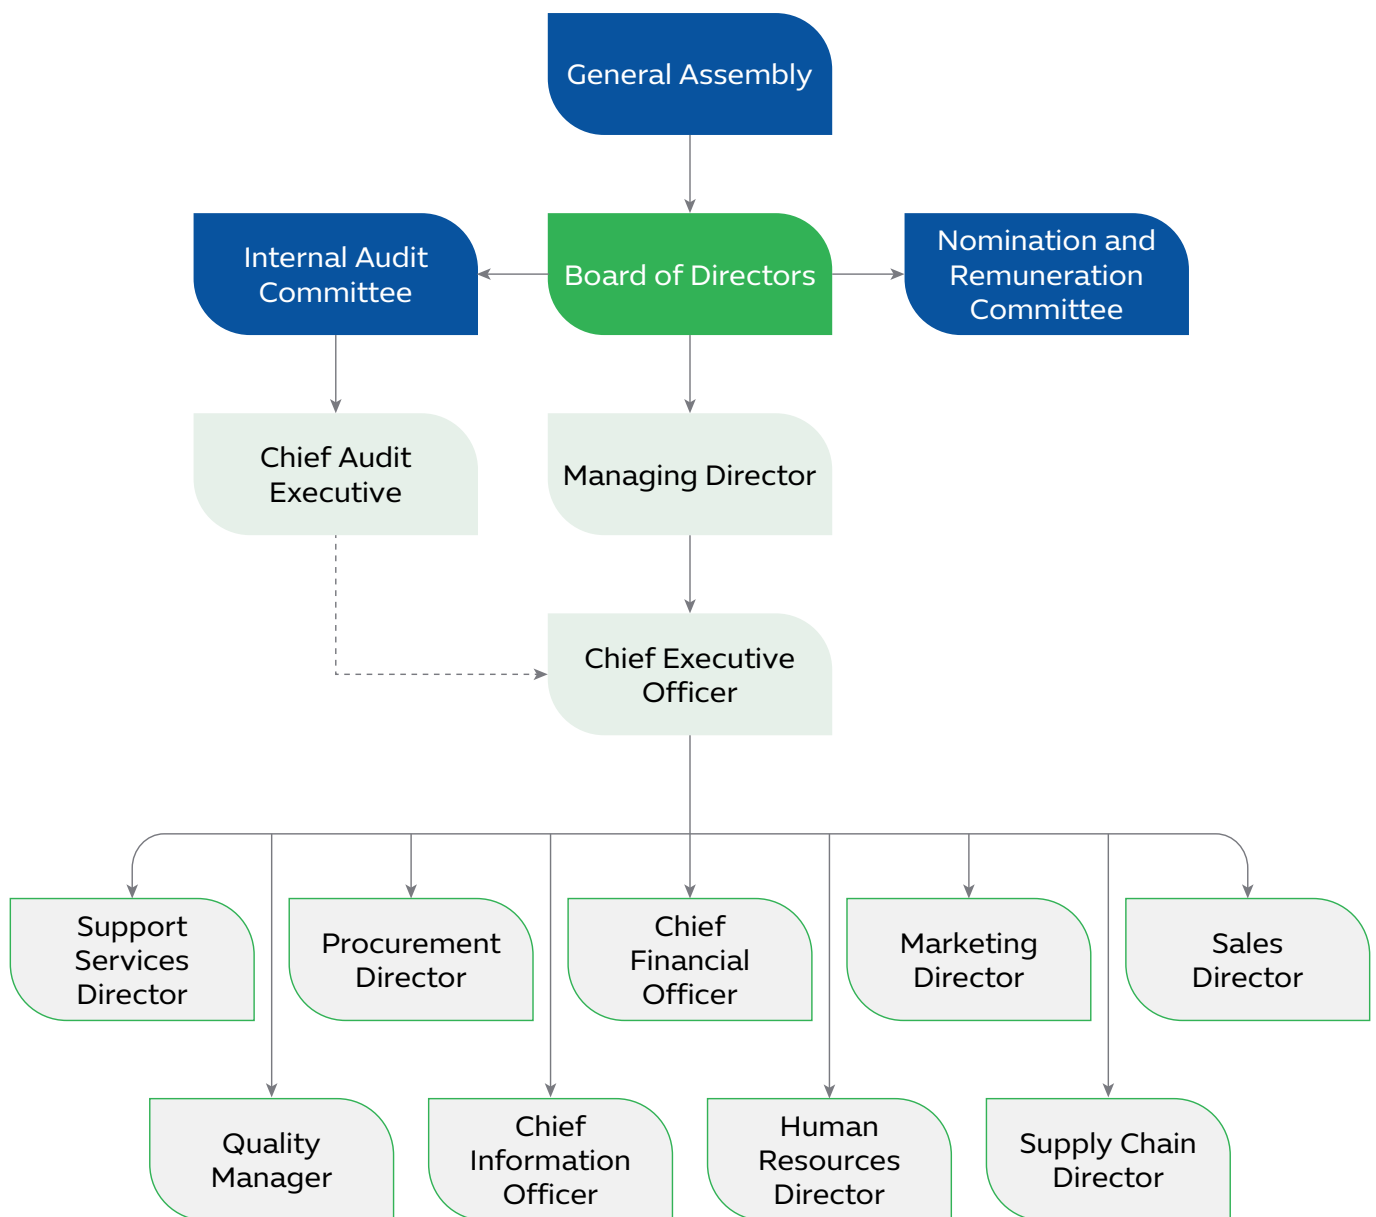 General Assembly
Internal Audit
Committee
Board of Directors
Nomination and
Remuneration
Committee
Chief Audit
Executive
Managing Director
Chief Executive
Officer
Support
Services
Director
Procurement
Director
Chief
Financial
Officer
Marketing
Director
Sales
Director
Quality
Manager
Chief
Information
Officer
Human
Resources
Director
Supply Chain
Director